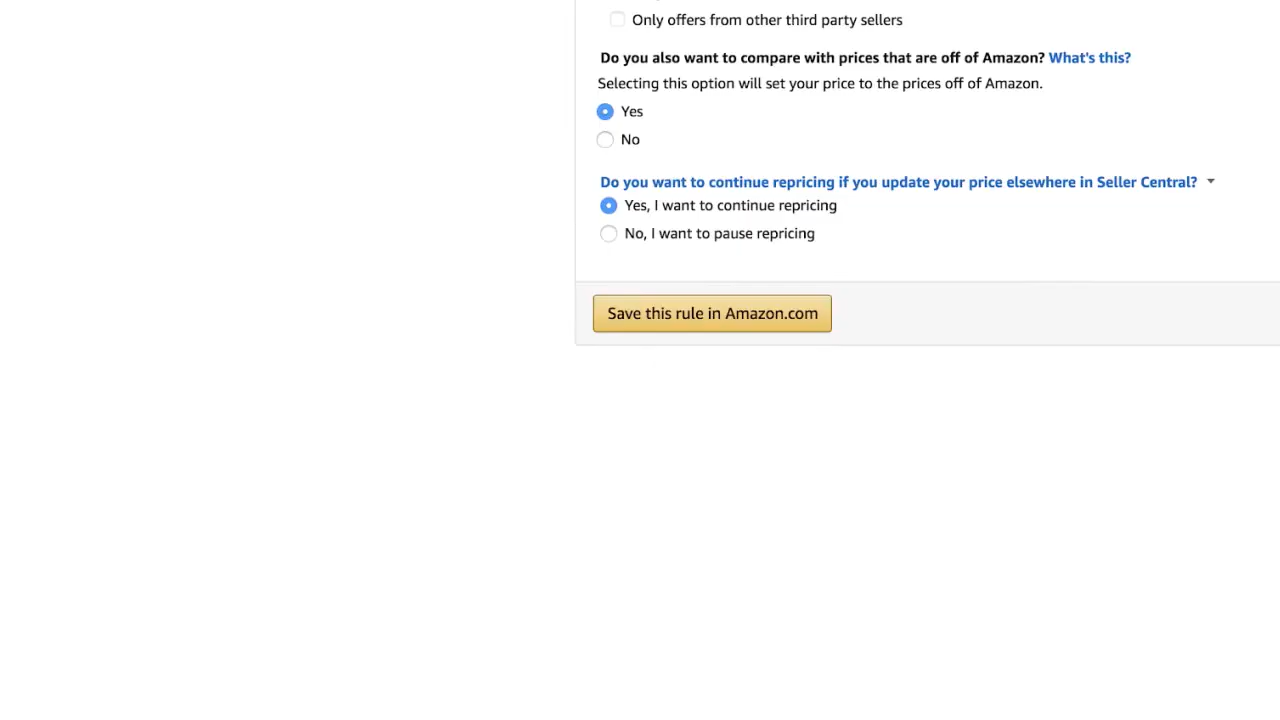 Only offers from other third party sellers
Do you also want to compare with prices that are off of Amazon? What's this?
Selecting this option will set your price to the prices off of Amazon.
Yes
No
Do you want to continue repricing if you update your price elsewhere in Seller Central?
Yes, I want to continue repricing
No, I want to pause repricing
Save this rule in Amazon.com